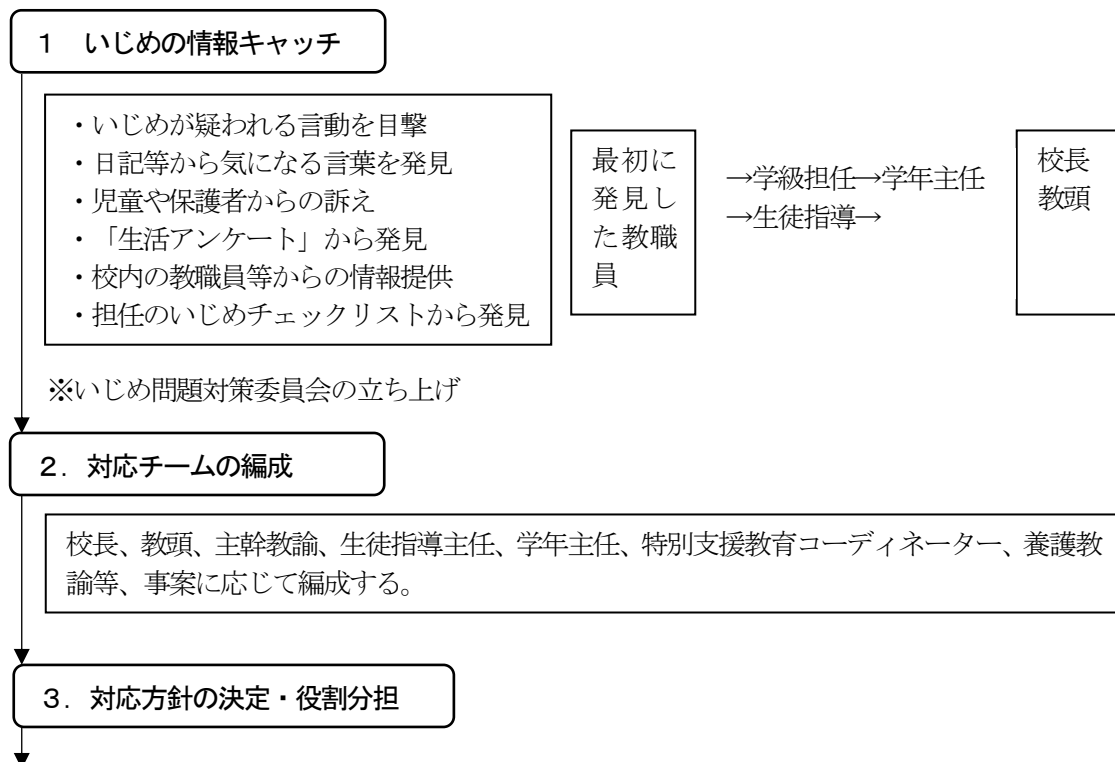 1　いじめの情報キャッチ
・いじめが疑われる言動を目撃
・日記等から気になる言葉を発見
・児童や保護者からの訴え
・「生活アンケート」から発見
・校内の教職員等からの情報提供
・担任のいじめチェックリストから発見
最初に
発見し
た教職
員
→学級担任→学年主任
→生徒指導→
校長
教頭
※いじめ問題対策委員会の立ち上げ
２．対応チームの編成
校長、教頭、主幹教諭、生徒指導主任、学年主任、特別支援教育コーディネーター、養護教
諭等、事案に応じて編成する。
３．対応方針の決定・役割分担